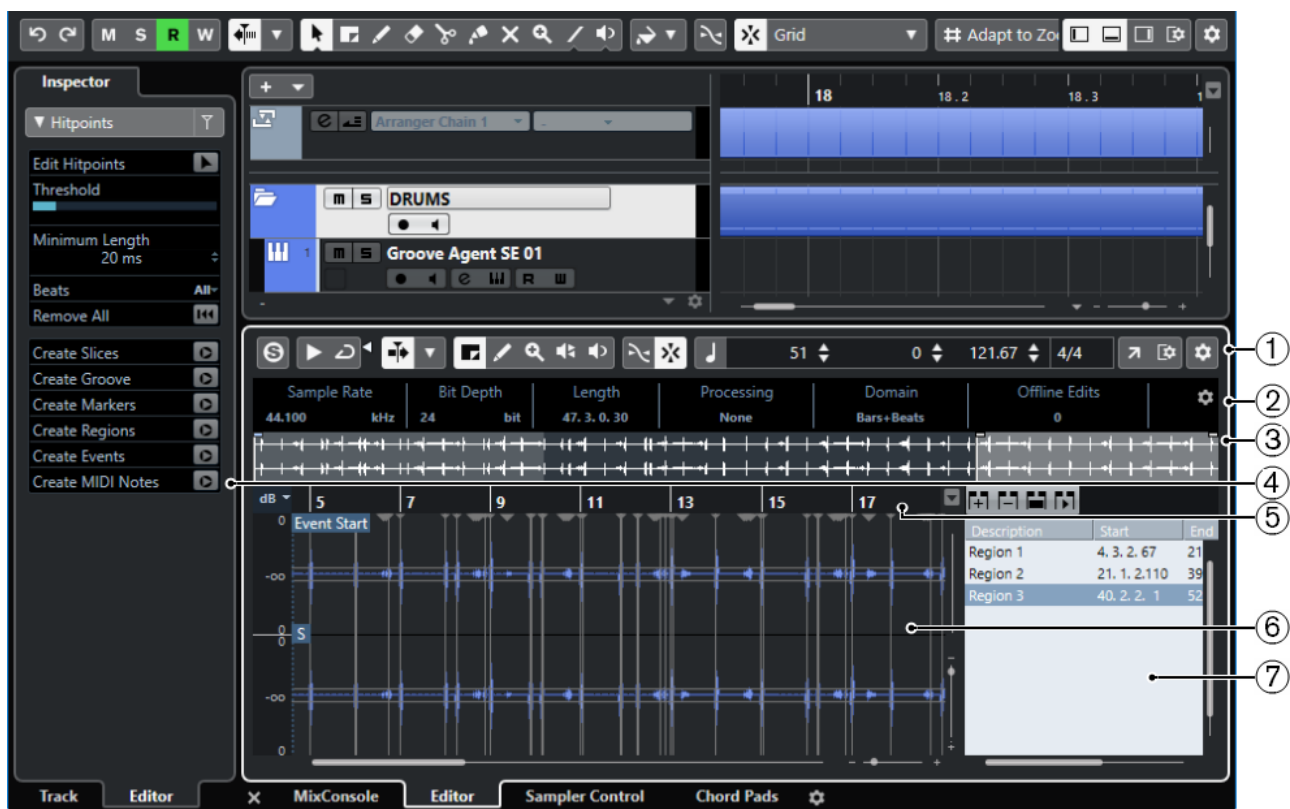 M S R W Grid Adapt to Zo
Inspector
Hitpoints
Edit Hitpoints
Threshold
Minimum Length
20 ms
Beats All
Remove All
Create Slices
Create Groove
Create Markers
Create Regions
Create Events
Create MIDI Notes
18 18.2 18.3 1
e Arranger Chain 1 -
m s DRUMS
1 m s Groove Agent SE 01
e R W
-
S 51 0 121.67 4/4
1
Sample Rate Bit Depth Length Processing Domain Offline Edits
44.100 kHz 24 bit 47. 3. 0. 30 None Bars+Beats 0
2
3
4
dB 5 7 9 11 13 15 17
5
0 Event Start
-oo
0
0 S
-oo
0
Description Start End
Region 1 4. 3. 2. 67 21
Region 2 21. 1. 2.110 39
Region 3 40. 2. 2. 1 52
6
7
Track Editor MixConsole Editor Sampler Control Chord Pads